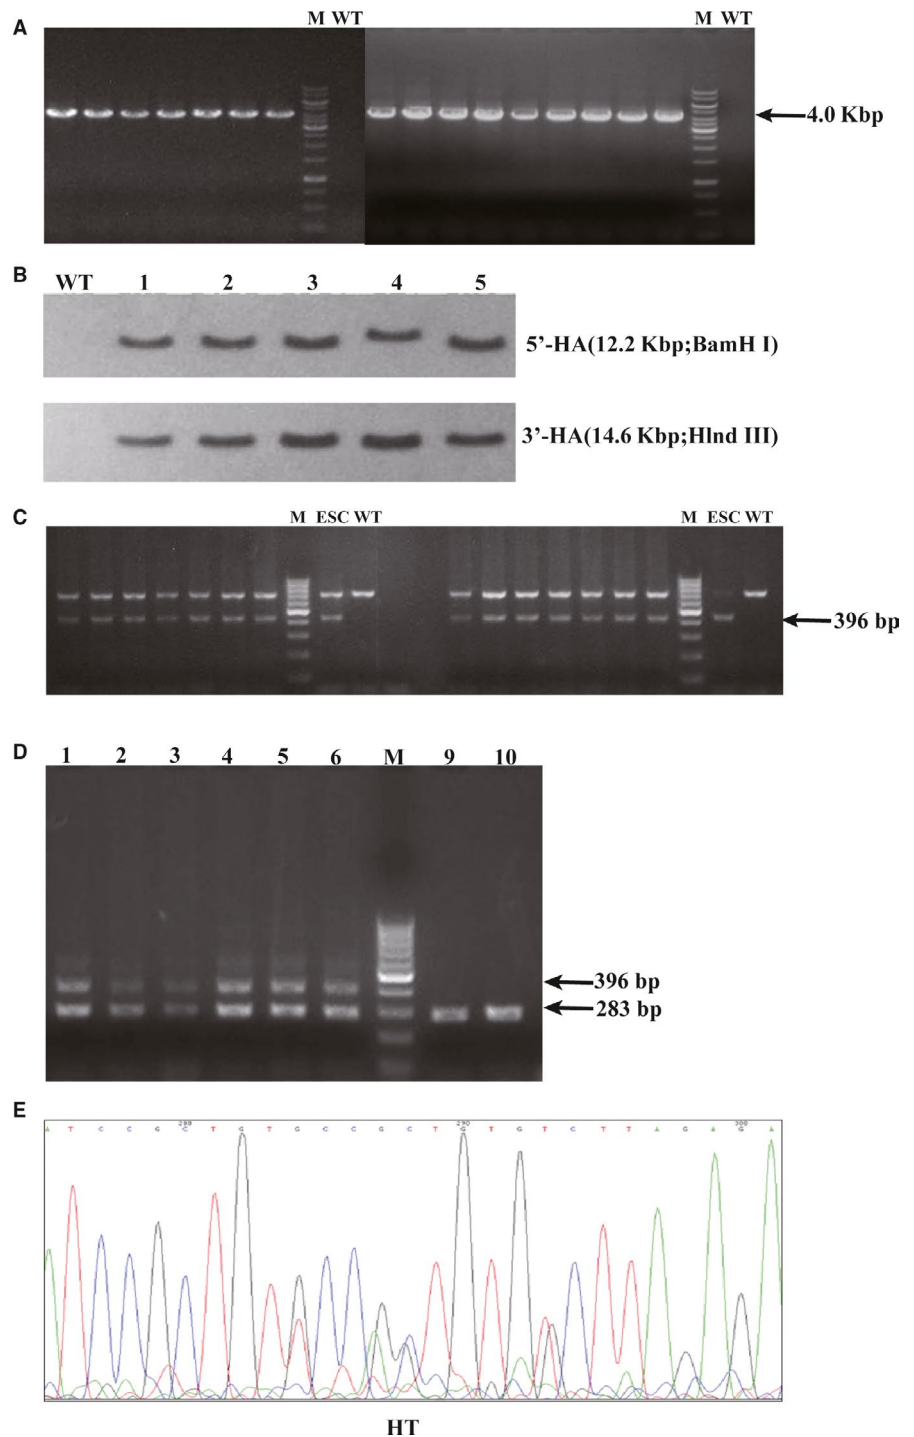 A
M WT
M WT
4.0 Kbp
B
WT 1 2 3 4 5
5’-HA(12.2 Kbp;BamH I)
3’-HA(14.6 Kbp;Hlnd III)
C
M ESC WT
M ESC WT
396 bp
D
1 2 3 4 5 6 M 9 10
396 bp
283 bp
E
290 300
A T C C G C T G T G C C G C T G T G T C T T A G A G A
HT